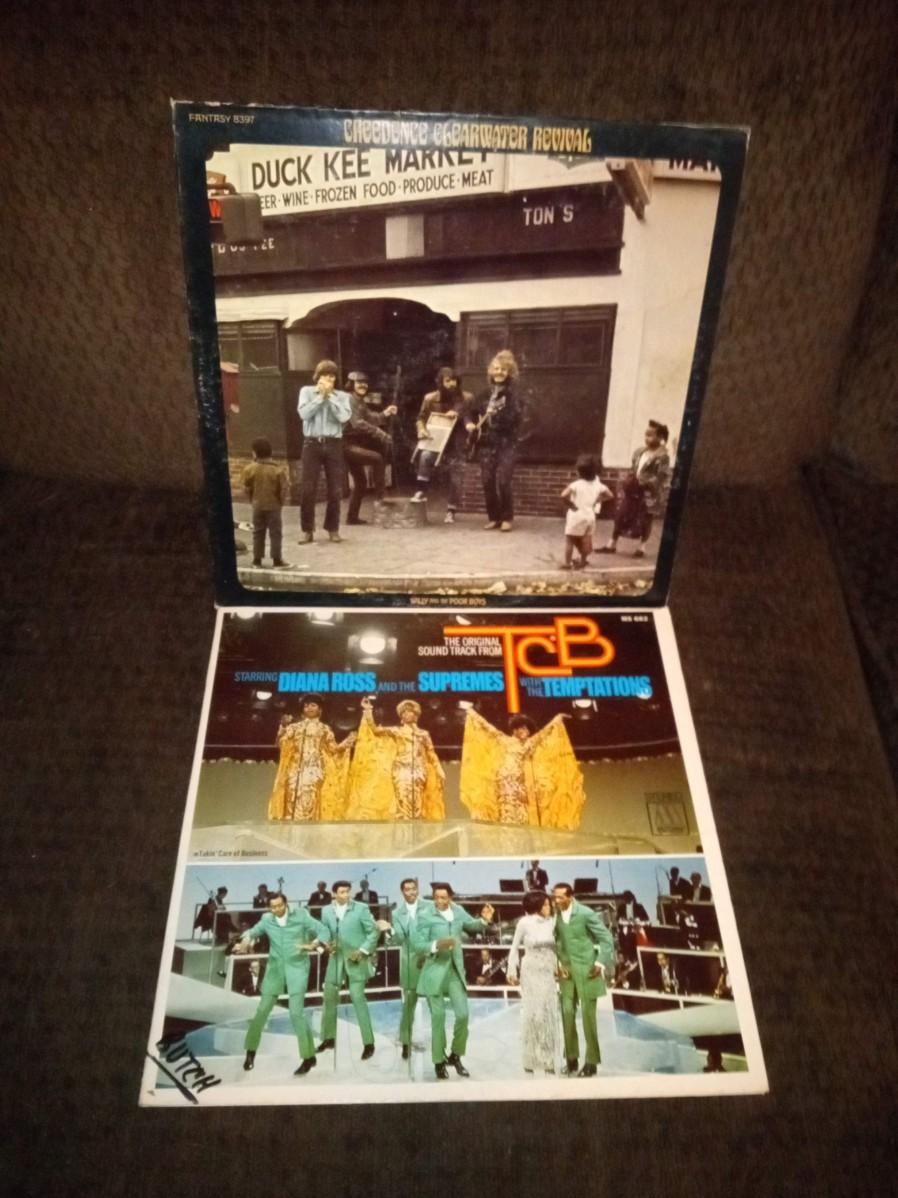 FANTASY 8397
CREEDENCE CLEARWATER REVIVAL
DUCK KEE MARKET
EER·WINE·FROZEN FOOD·PRODUCE·MEAT
MAR
W
TON'S
WILLY AND THE POOR BOYS
MS 682
THE ORIGINAL
SOUND TRACK FROM
TCB
STARRING DIANA ROSS AND THE SUPREMES WITH THE TEMPTATIONS
Takin' Care of Business
BUTCH